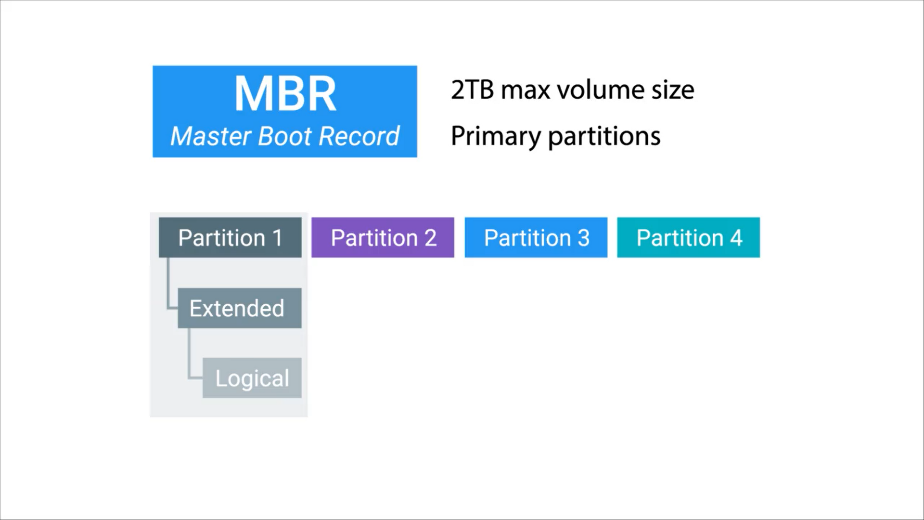 MBR
Master Boot Record
2TB max volume size
Primary partitions
Partition 1
Partition 2
Partition 3
Partition 4
Extended
Logical